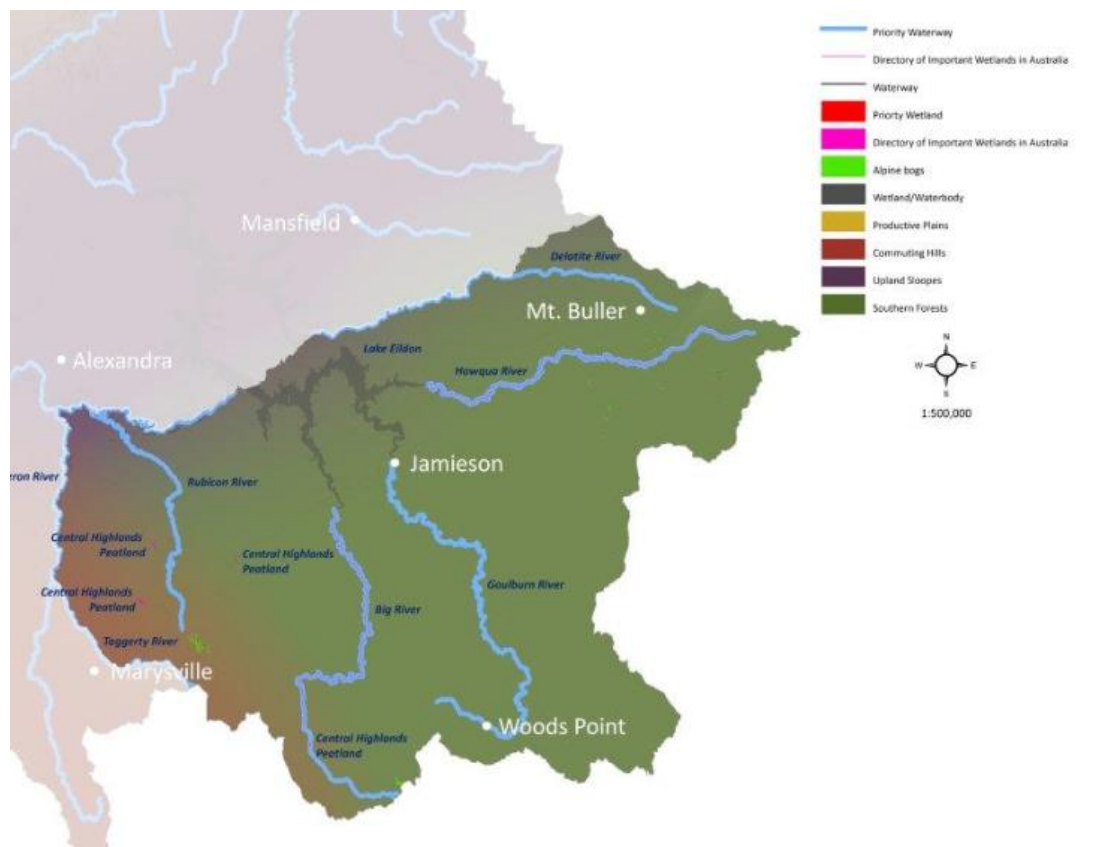 Priority Waterway
Directory of Important Wetlands in Australia
Waterway
Priorty Wetland
Directory of Important Wetlands in Australia
Alpine bogs
Wetland/Waterbody
Productive Plains
Commuting Hills
Upland Sloopes
Southern Forests
N
W E
S
1:500,000
Mansfield
Delatite River
Mt. Buller
Lake Eildon
Alexandra
Howqua River
Jamieson
eron River
Rubicon River
Central Highlands
Peatland
Central Highlands
Peatland
Goulburn River
Central Highlands
Peatland
Big River
Taggerty River
Marysville
Woods Point
Central Highlands
Peatland